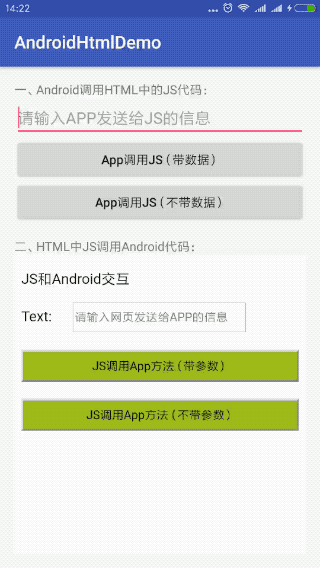 14:22
AndroidHtmlDemo
一、Android调用HTML中的JS代码：
请输入APP发送给JS的信息
App调用JS（带数据）
App调用JS（不带数据）
二、HTML中JS调用Android代码：
JS和Android交互
Text: 请输入网页发送给APP的信息
JS调用App方法（带参数）
JS调用App方法（不带参数）